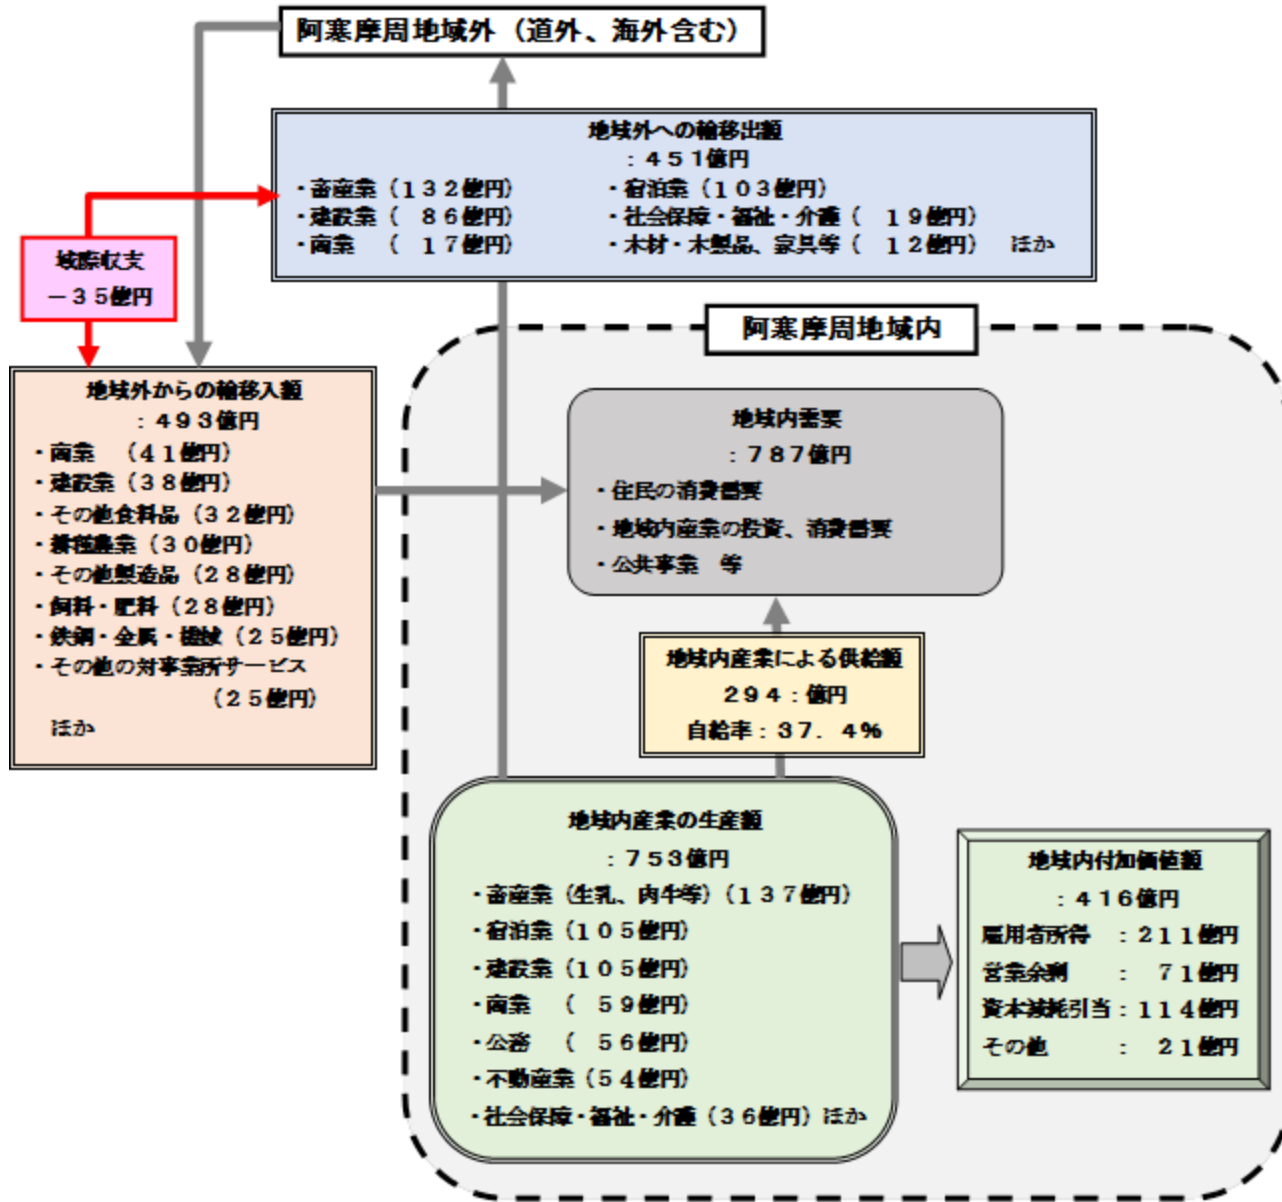 阿寒摩周地域外（道外、海外含む）
地域外への輸移出額
：４５１億円
・畜産業（１３２億円）
・宿泊業（１０３億円）
・建設業（　８６億円）
・社会保障・福祉・介護（　１９億円）
・商業　（　１７億円）
・木材・木製品、家具等（　１２億円）　ほか
域際収支
－３５億円
阿寒摩周地域内
地域外からの輸移入額
：４９３億円
・商業　（４１億円）
・建設業（３８億円）
・その他食料品（３２億円）
・耕種農業（３０億円）
・その他製造品（２８億円）
・飼料・肥料（２８億円）
・鉄鋼・金属・機械（２５億円）
・その他の対事業所サービス
（２５億円）
ほか
地域内需要
：７８７億円
・住民の消費需要
・地域内産業の投資、消費需要
・公共事業　等
地域内産業による供給額
２９４：億円
自給率：３７．４％
地域内産業の生産額
：７５３億円
・畜産業（生乳、肉牛等）（１３７億円）
・宿泊業（１０５億円）
・建設業（１０５億円）
・商業　（　５９億円）
・公務　（　５６億円）
・不動産業（５４億円）
・社会保障・福祉・介護（３６億円）ほか
地域内付加価値額
：４１６億円
雇用者所得　：２１１億円
営業余剰　　：　７１億円
資本減耗引当：１１４億円
その他　　　：　２１億円